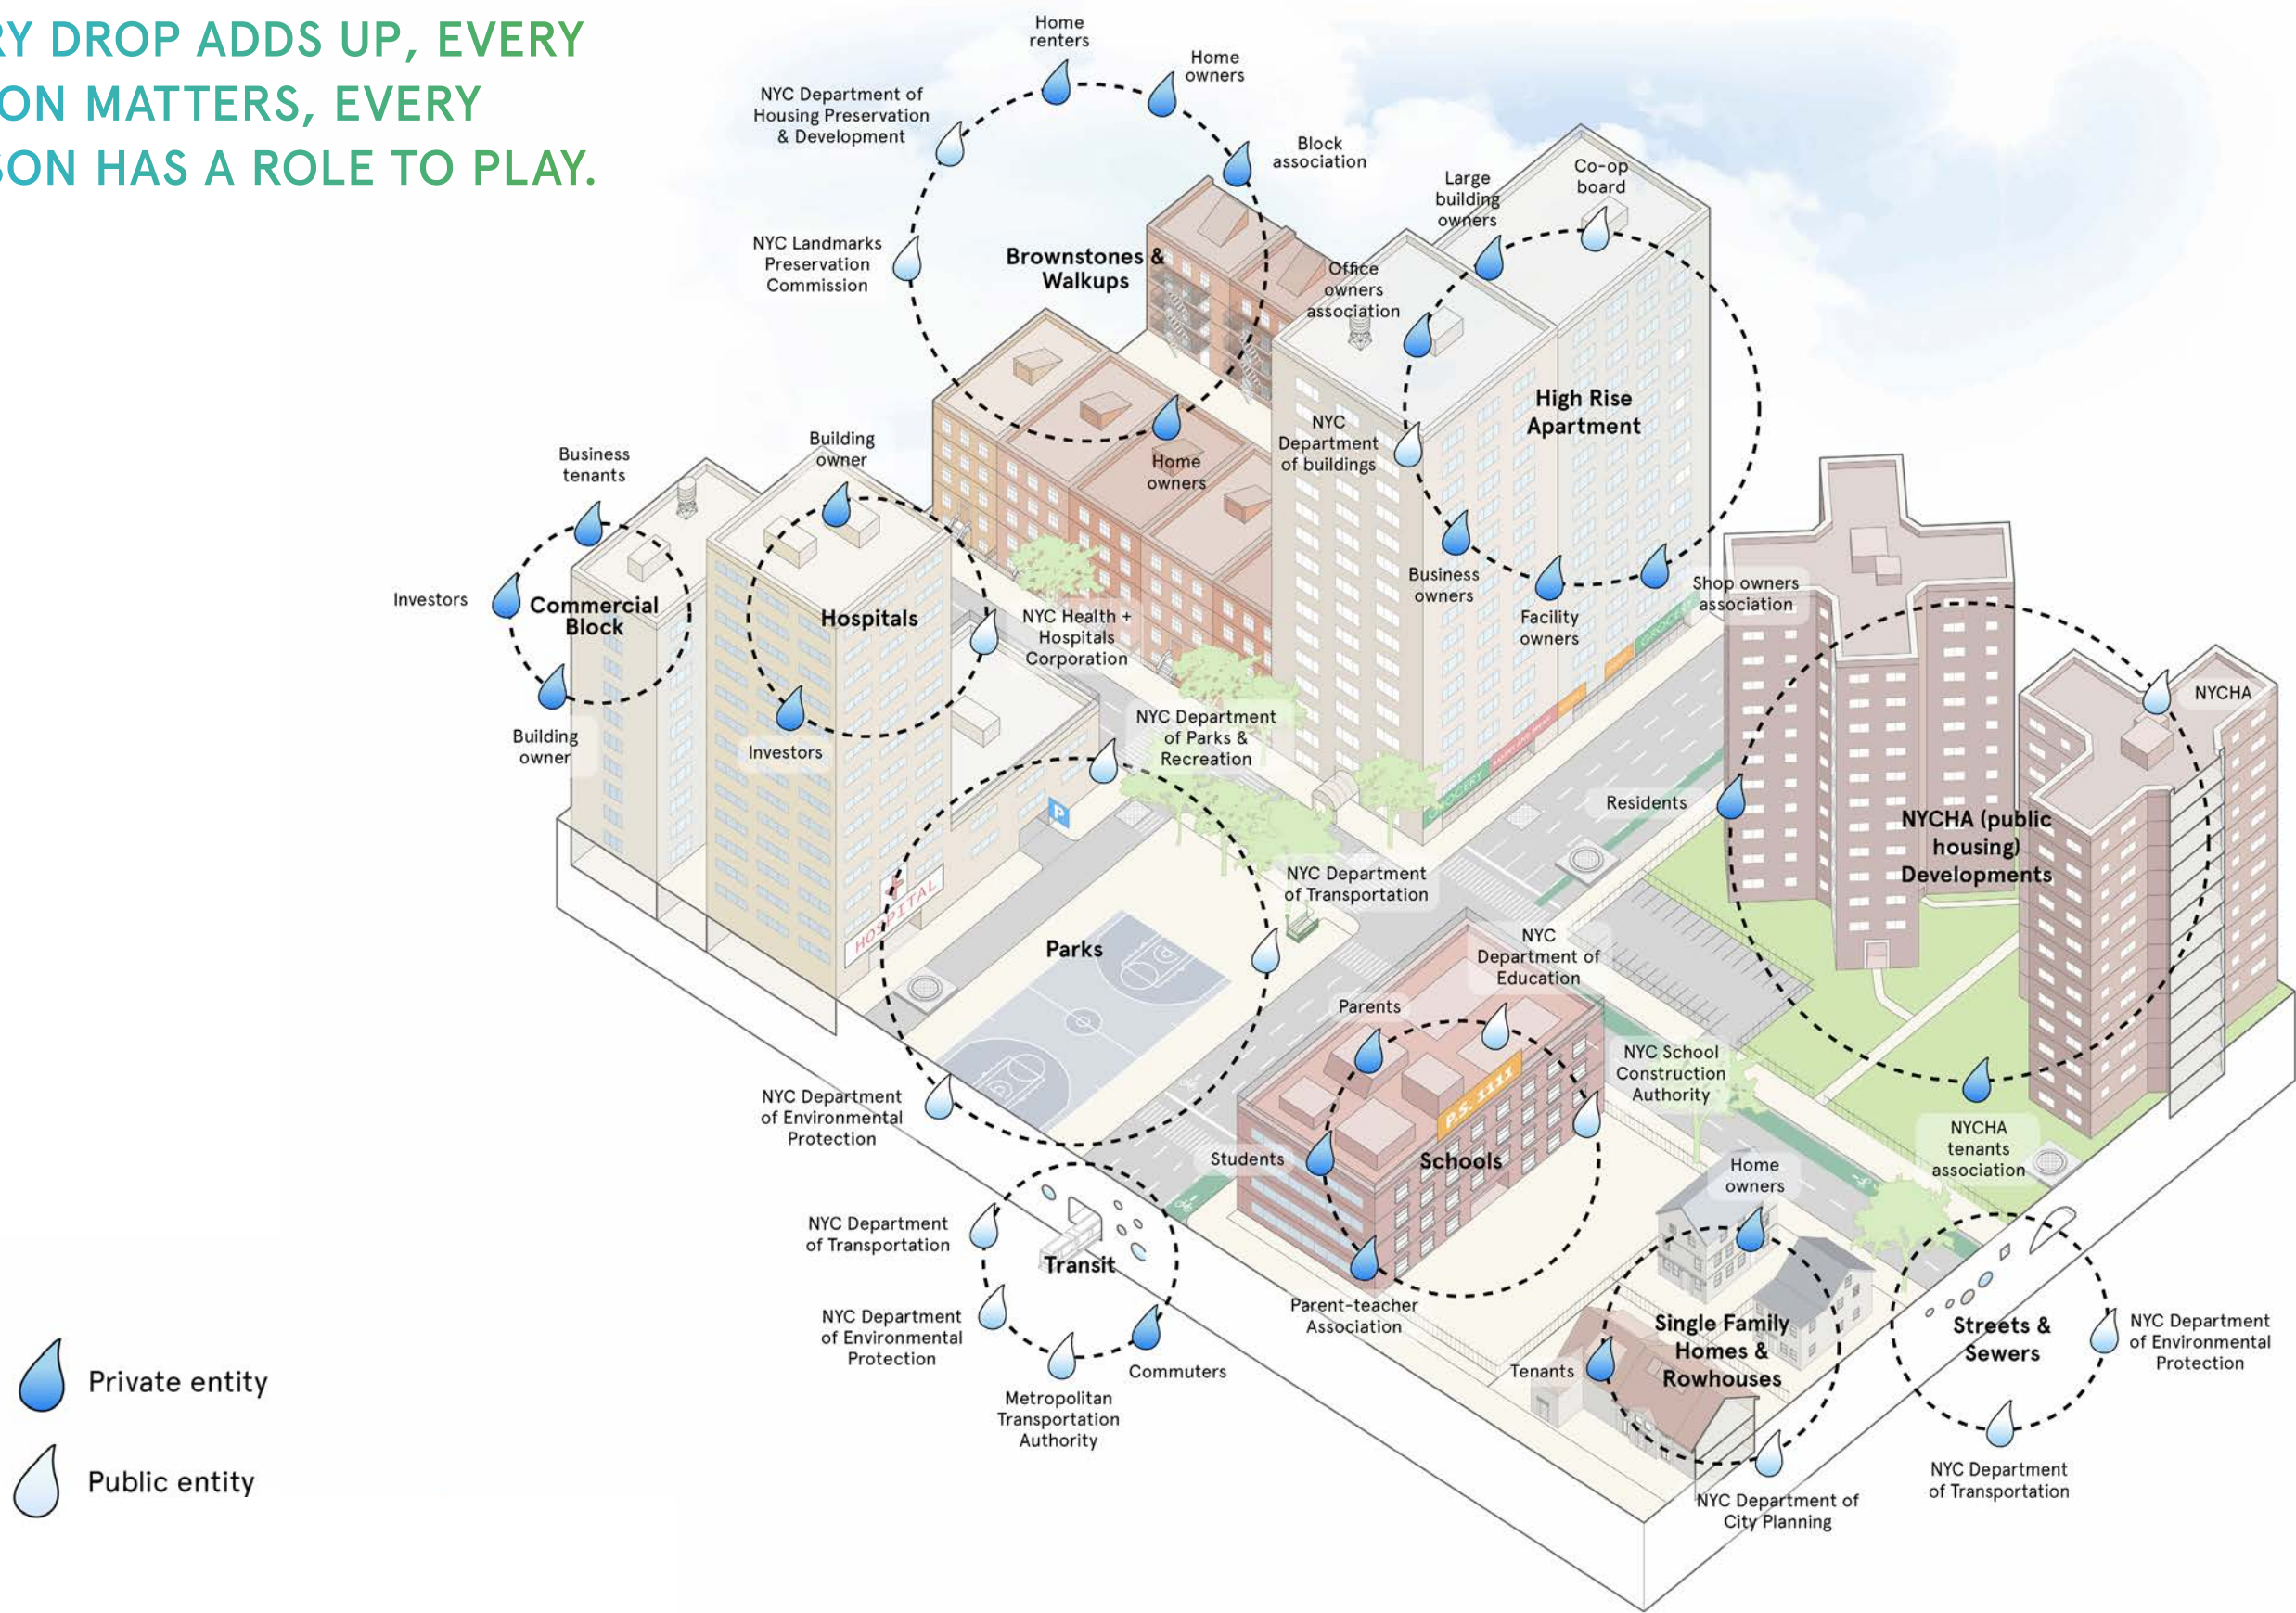 RY DROP ADDS UP, EVERY
ON MATTERS, EVERY
SON HAS A ROLE TO PLAY.
Home
renters
Home
owners
NYC Department of
Housing Preservation
& Development
Block
association
NYC Landmarks
Preservation
Commission
Brownstones &
Walkups
Home
owners
Large
building
owners
Co-op
board
Office
owners
association
High Rise
Apartment
NYC
Department
of buildings
Business
owners
Facility
owners
Shop owners
association
GROCERY
GROCE
Business
tenants
Investors
Commercial
Block
Building
owner
Building
owner
Hospitals
NYC Health +
Hospitals
Corporation
Investors
HOSPITAL
P
NYC Department
of Parks &
Recreation
NYC Department
of Transportation
Parks
NYC Department
of Environmental
Protection
NYCHA
Residents
NYCHA (public
housing)
Developments
NYCHA
tenants
association
NYC
Department of
Education
Parents
P.S. 1111
NYC School
Construction
Authority
Students
Schools
Parent-teacher
Association
NYC Department
of Transportation
Transit
NYC Department
of Environmental
Protection
Metropolitan
Transportation
Authority
Commuters
Home
owners
Single Family
Homes &
Rowhouses
Tenants
NYC Department of
City Planning
Streets &
Sewers
NYC Department
of Environmental
Protection
NYC Department
of Transportation
Private entity
Public entity